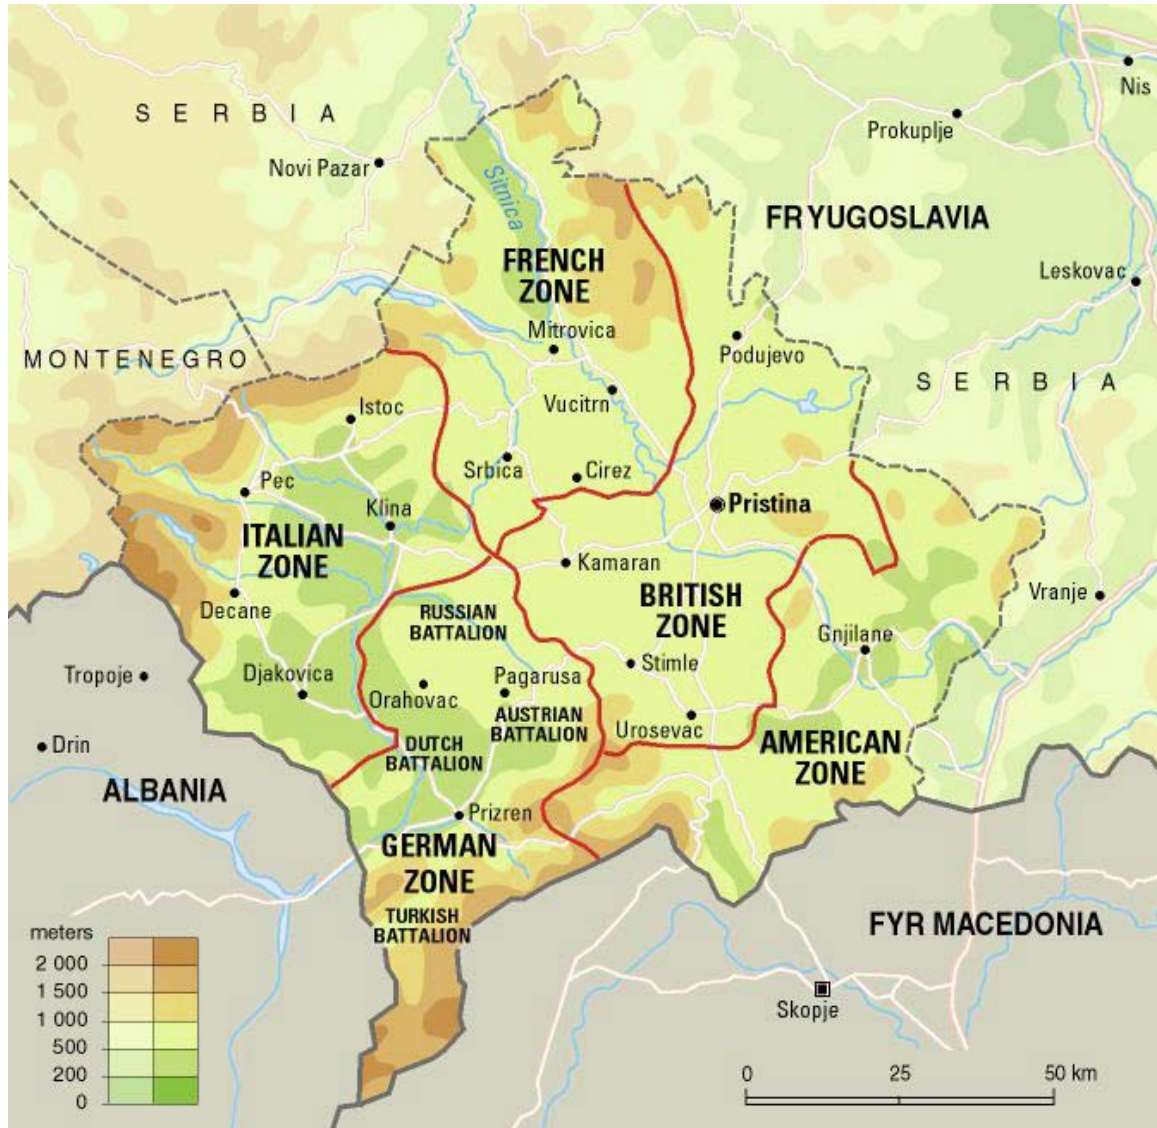 Nis
S E R B I A
Prokuplje
Novi Pazar
Sitnica
FR YUGOSLAVIA
FRENCH
ZONE
Leskovac
Mitrovica
MONTENEGRO
Podujevo
S E R B I A
Istoc
Vucitrn
Srbica
Cirez
Pec
Klina
Pristina
ITALIAN
ZONE
Kamaran
Decane
RUSSIAN
BATTALION
BRITISH
ZONE
Vranje
Gnjilane
Tropoje
Djakovica
Orahovac
Pagarusa
Stimle
AUSTRIAN
BATTALION
Urosevac
Drin
DUTCH
BATTALION
AMERICAN
ZONE
ALBANIA
Prizren
GERMAN
ZONE
TURKISH
BATTALION
FYR MACEDONIA
Skopje
meters
2 000
1 500
1 000
500
200
0
0 25 50 km